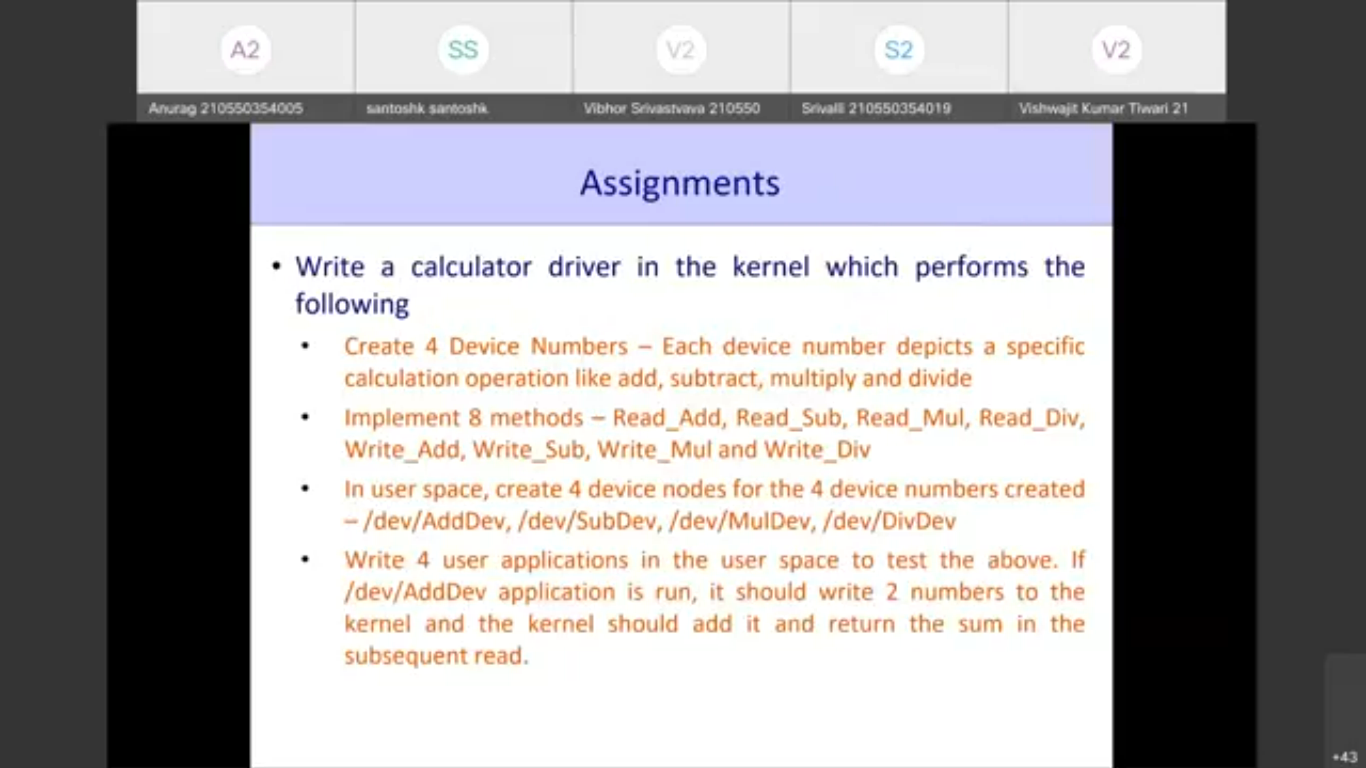 A2
SS
V2
S2
V2
Anurag 210550354005
santoshk santoshk
Vibhor Srivastava 210550
Srivalli 210550354019
Vishwajit Kumar Tiwari 21
Assignments
• Write a calculator driver in the kernel which performs the
following
• Create 4 Device Numbers – Each device number depicts a specific
calculation operation like add, subtract, multiply and divide
• Implement 8 methods – Read_Add, Read_Sub, Read_Mul, Read_Div,
Write_Add, Write_Sub, Write_Mul and Write_Div
• In user space, create 4 device nodes for the 4 device numbers created
– /dev/AddDev, /dev/SubDev, /dev/MulDev, /dev/DivDev
• Write 4 user applications in the user space to test the above. If
/dev/AddDev application is run, it should write 2 numbers to the
kernel and the kernel should add it and return the sum in the
subsequent read.
+43